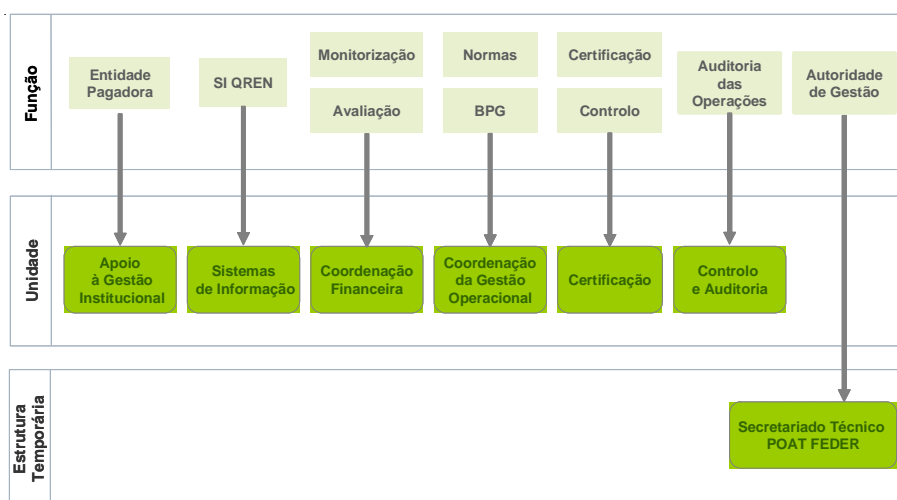 Função
Entidade
Pagadora
SI QREN
Monitorização
Avaliação
Normas
BPG
Certificação
Controlo
Auditoria
das
Operações
Autoridade
de Gestão
Unidade
Apoio
à Gestão
Institucional
Sistemas
de Informação
Coordenação
Financeira
Coordenação
da Gestão
Operacional
Certificação
Controlo
e Auditoria
Estrutura
Temporária
Secretariado Técnico
POAT FEDER